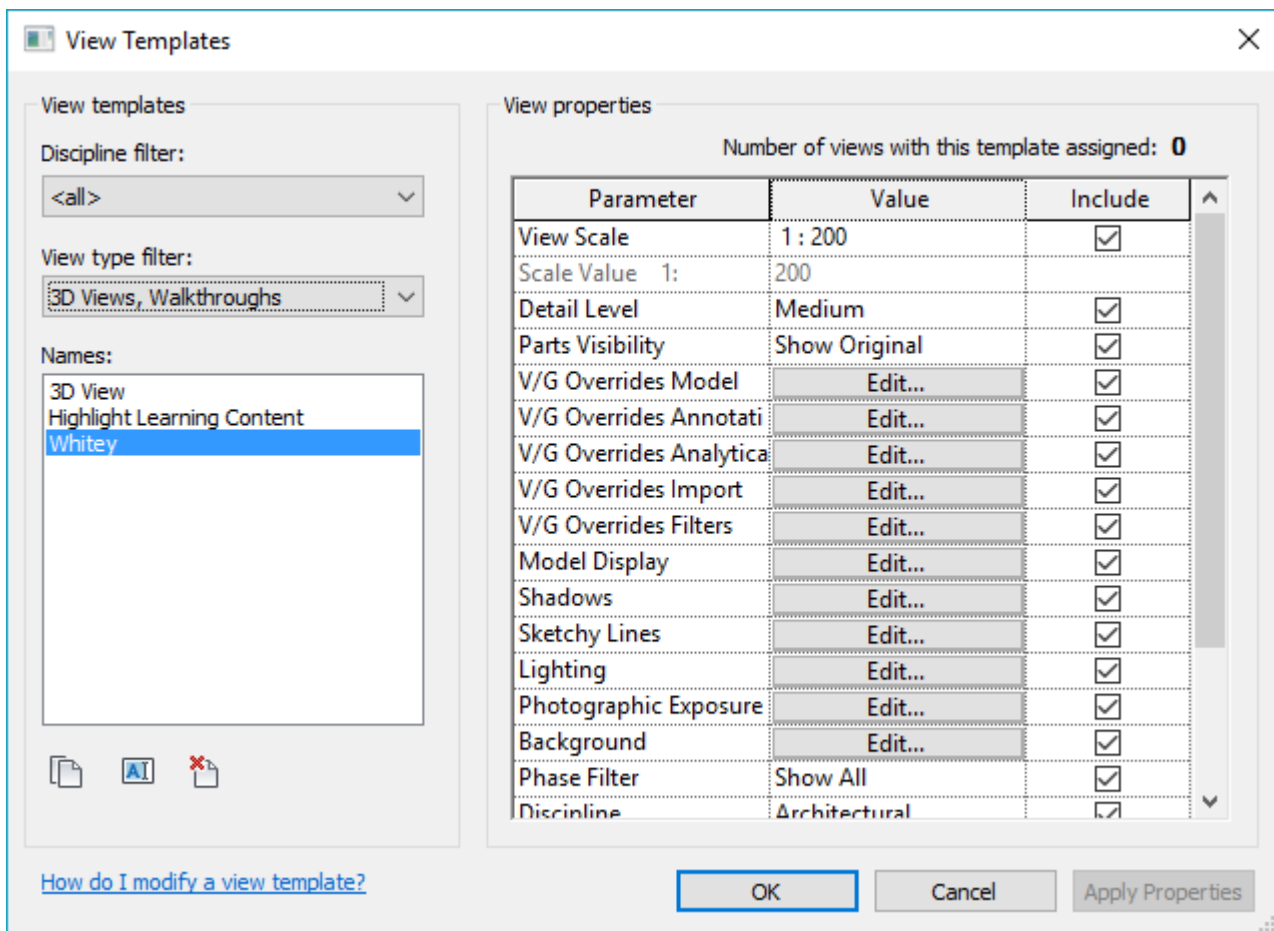 View Templates
View templates
Discipline filter:
<all>
View type filter:
3D Views, Walkthroughs
Names:
3D View
Highlight Learning Content
Whitey
How do I modify a view template?
View properties
Number of views with this template assigned: 0
Parameter Value Include
View Scale 1 : 200
Scale Value 1: 200
Detail Level Medium
Parts Visibility Show Original
V/G Overrides Model Edit...
V/G Overrides Annotati Edit...
V/G Overrides Analytica Edit...
V/G Overrides Import Edit...
V/G Overrides Filters Edit...
Model Display Edit...
Shadows Edit...
Sketchy Lines Edit...
Lighting Edit...
Photographic Exposure Edit...
Background Edit...
Phase Filter Show All
Discipline Architectural
OK Cancel Apply Properties